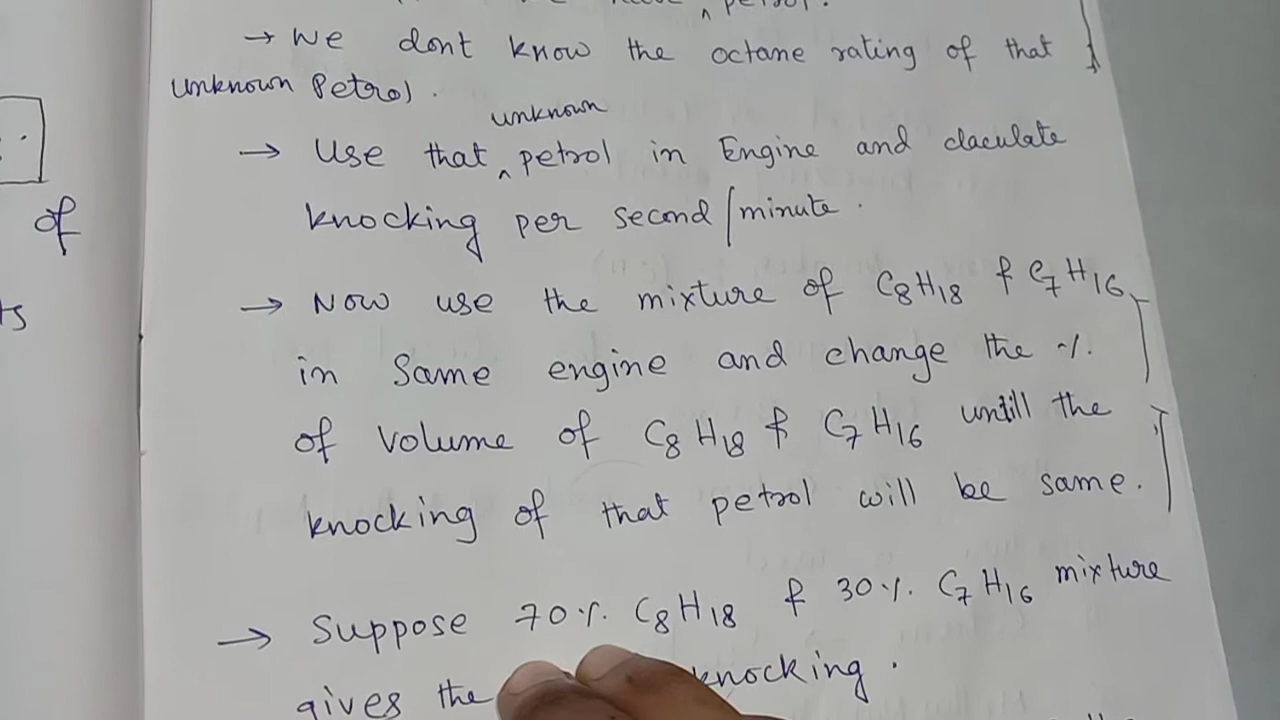 petrol.
→ We dont know the octane rating of that
unknown Petrol.
unknown
→ Use that ^ petrol in Engine and claculate
knocking per second/minute.
→ Now use the mixture of C8H18 & C7H16
in Same engine and change the %.
of volume of C8H18 & C7H16 untill the
knocking of that petrol will be same.
→ Suppose 70%. C8H18 & 30%. C7H16 mixture
gives the knocking.
of